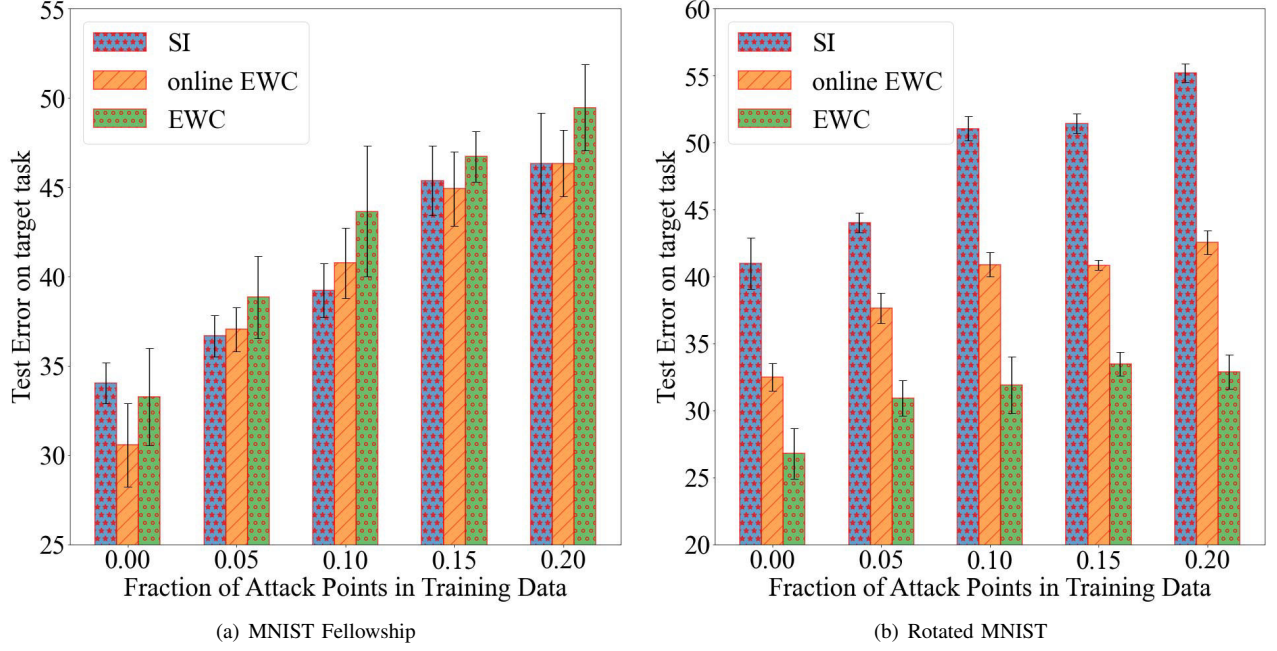 55
50
45
40
35
30
25
Test Error on target task
SI
online EWC
EWC
0.00 0.05 0.10 0.15 0.20
Fraction of Attack Points in Training Data
(a) MNIST Fellowship
60
55
50
45
40
35
30
25
20
Test Error on target task
SI
online EWC
EWC
0.00 0.05 0.10 0.15 0.20
Fraction of Attack Points in Training Data
(b) Rotated MNIST